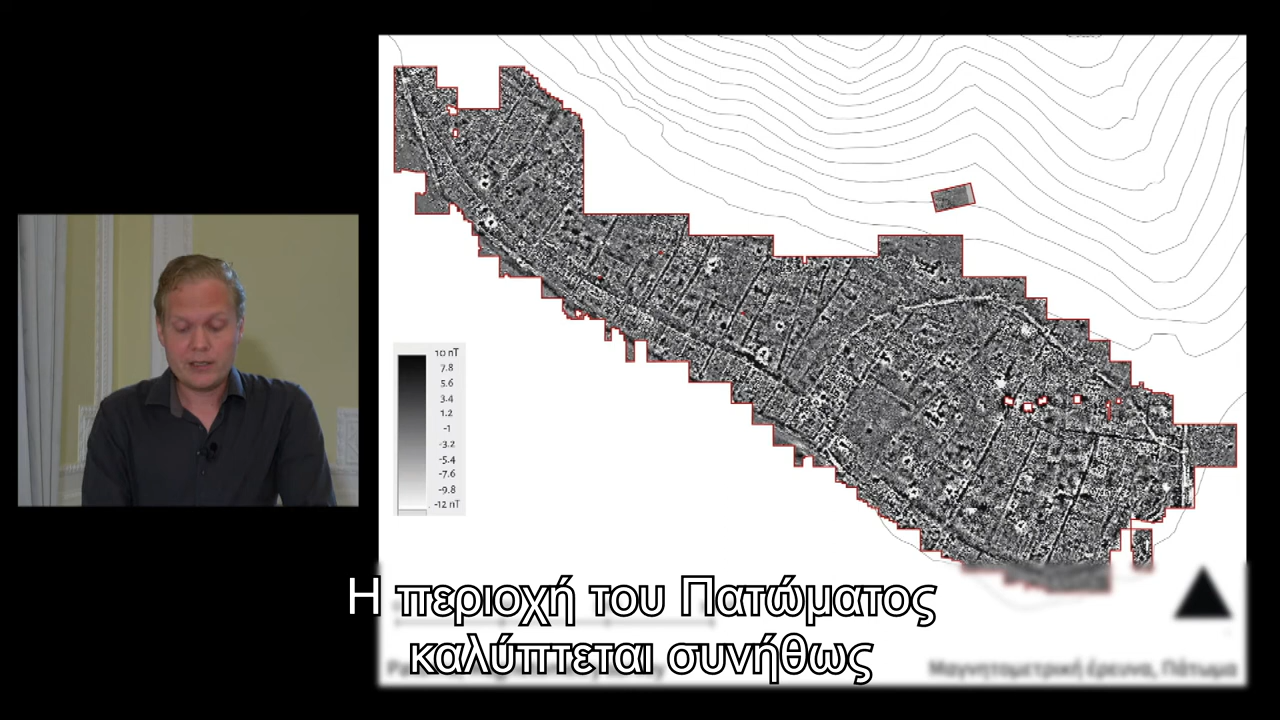 10 nT
7.8
5.6
3.4
1.2
-1
-3.2
-5.4
-7.6
-9.8
-12 nT
Η περιοχή του Πατώματος
καλύπτεται συνήθως
Μαγνητομετρική έρευνα, Πάτωμα